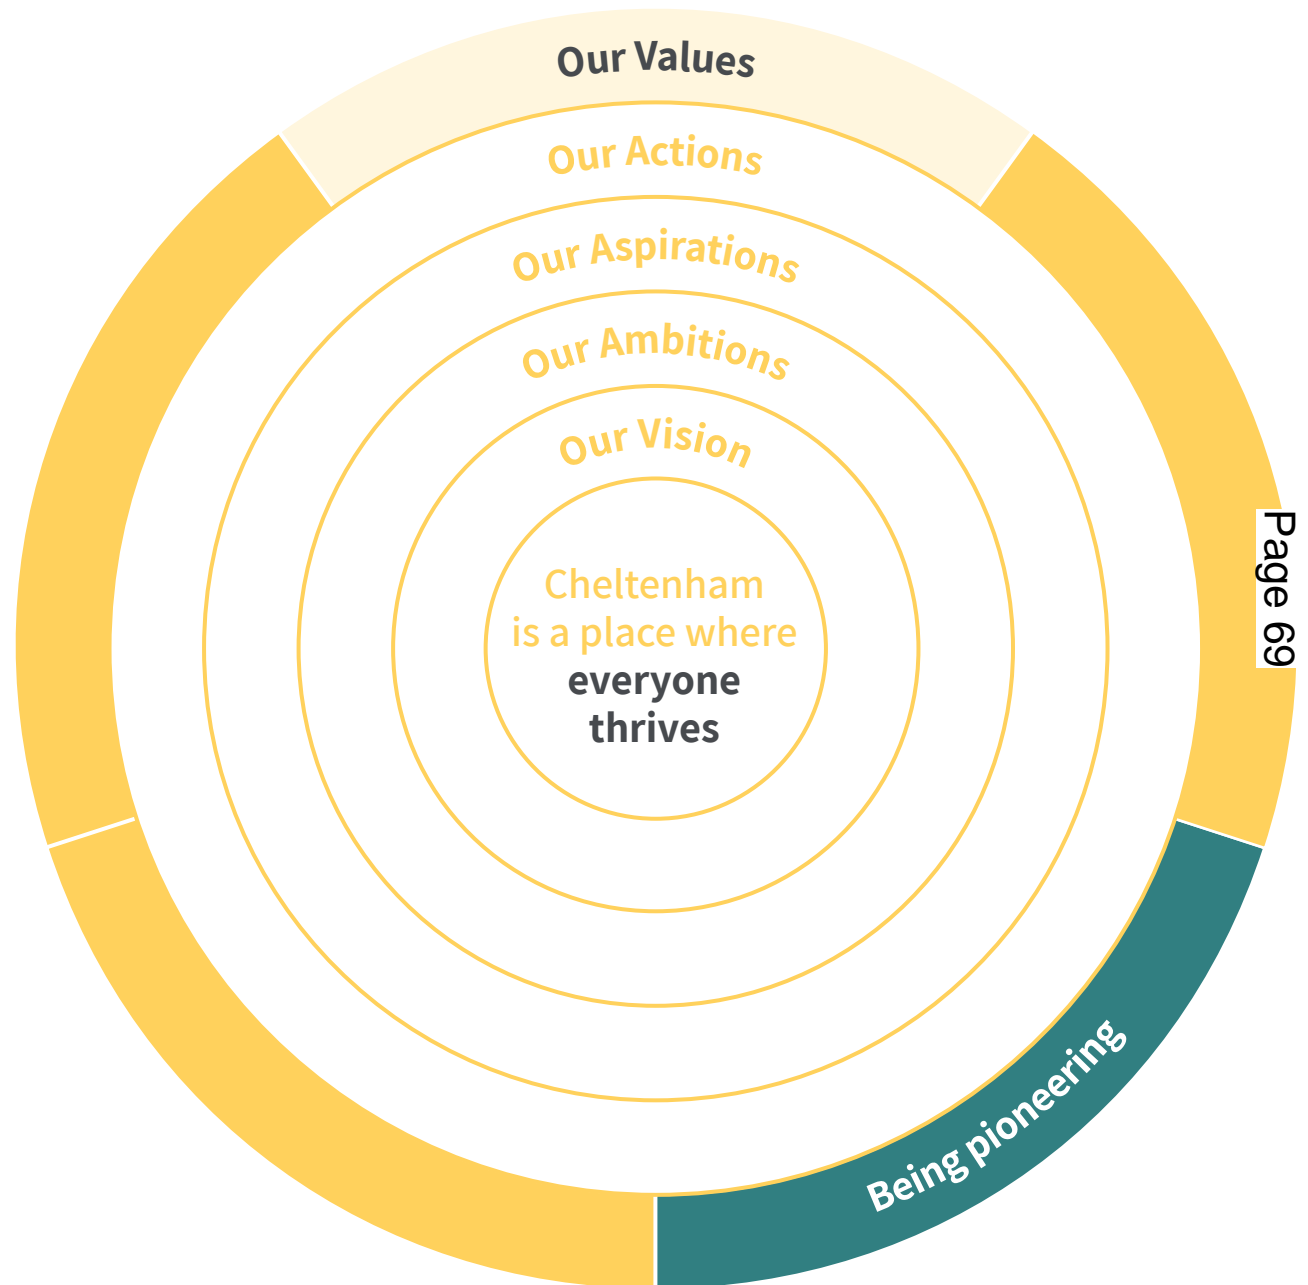 Our Values
Our Actions
Our Aspirations
Our Ambitions
Our Vision
Cheltenham
is a place where
everyone
thrives
Page 69
Being pioneering